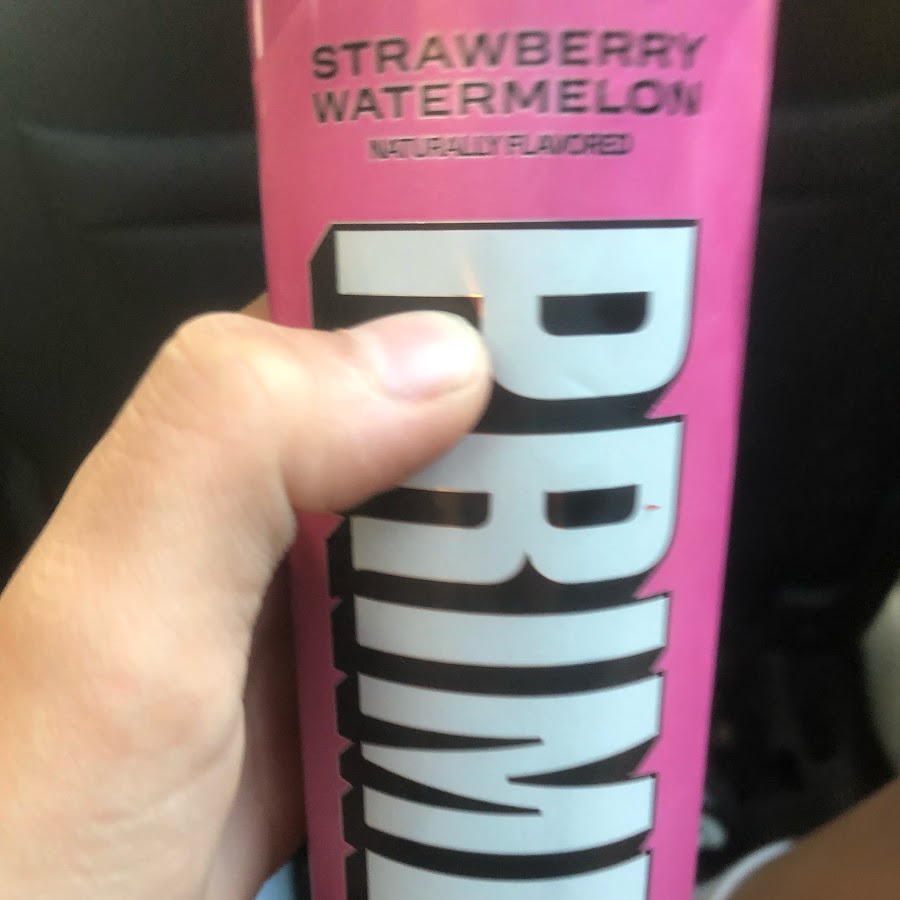 STRAWBERRY
WATERMELON
NATURALLY FLAVORED
PRIME